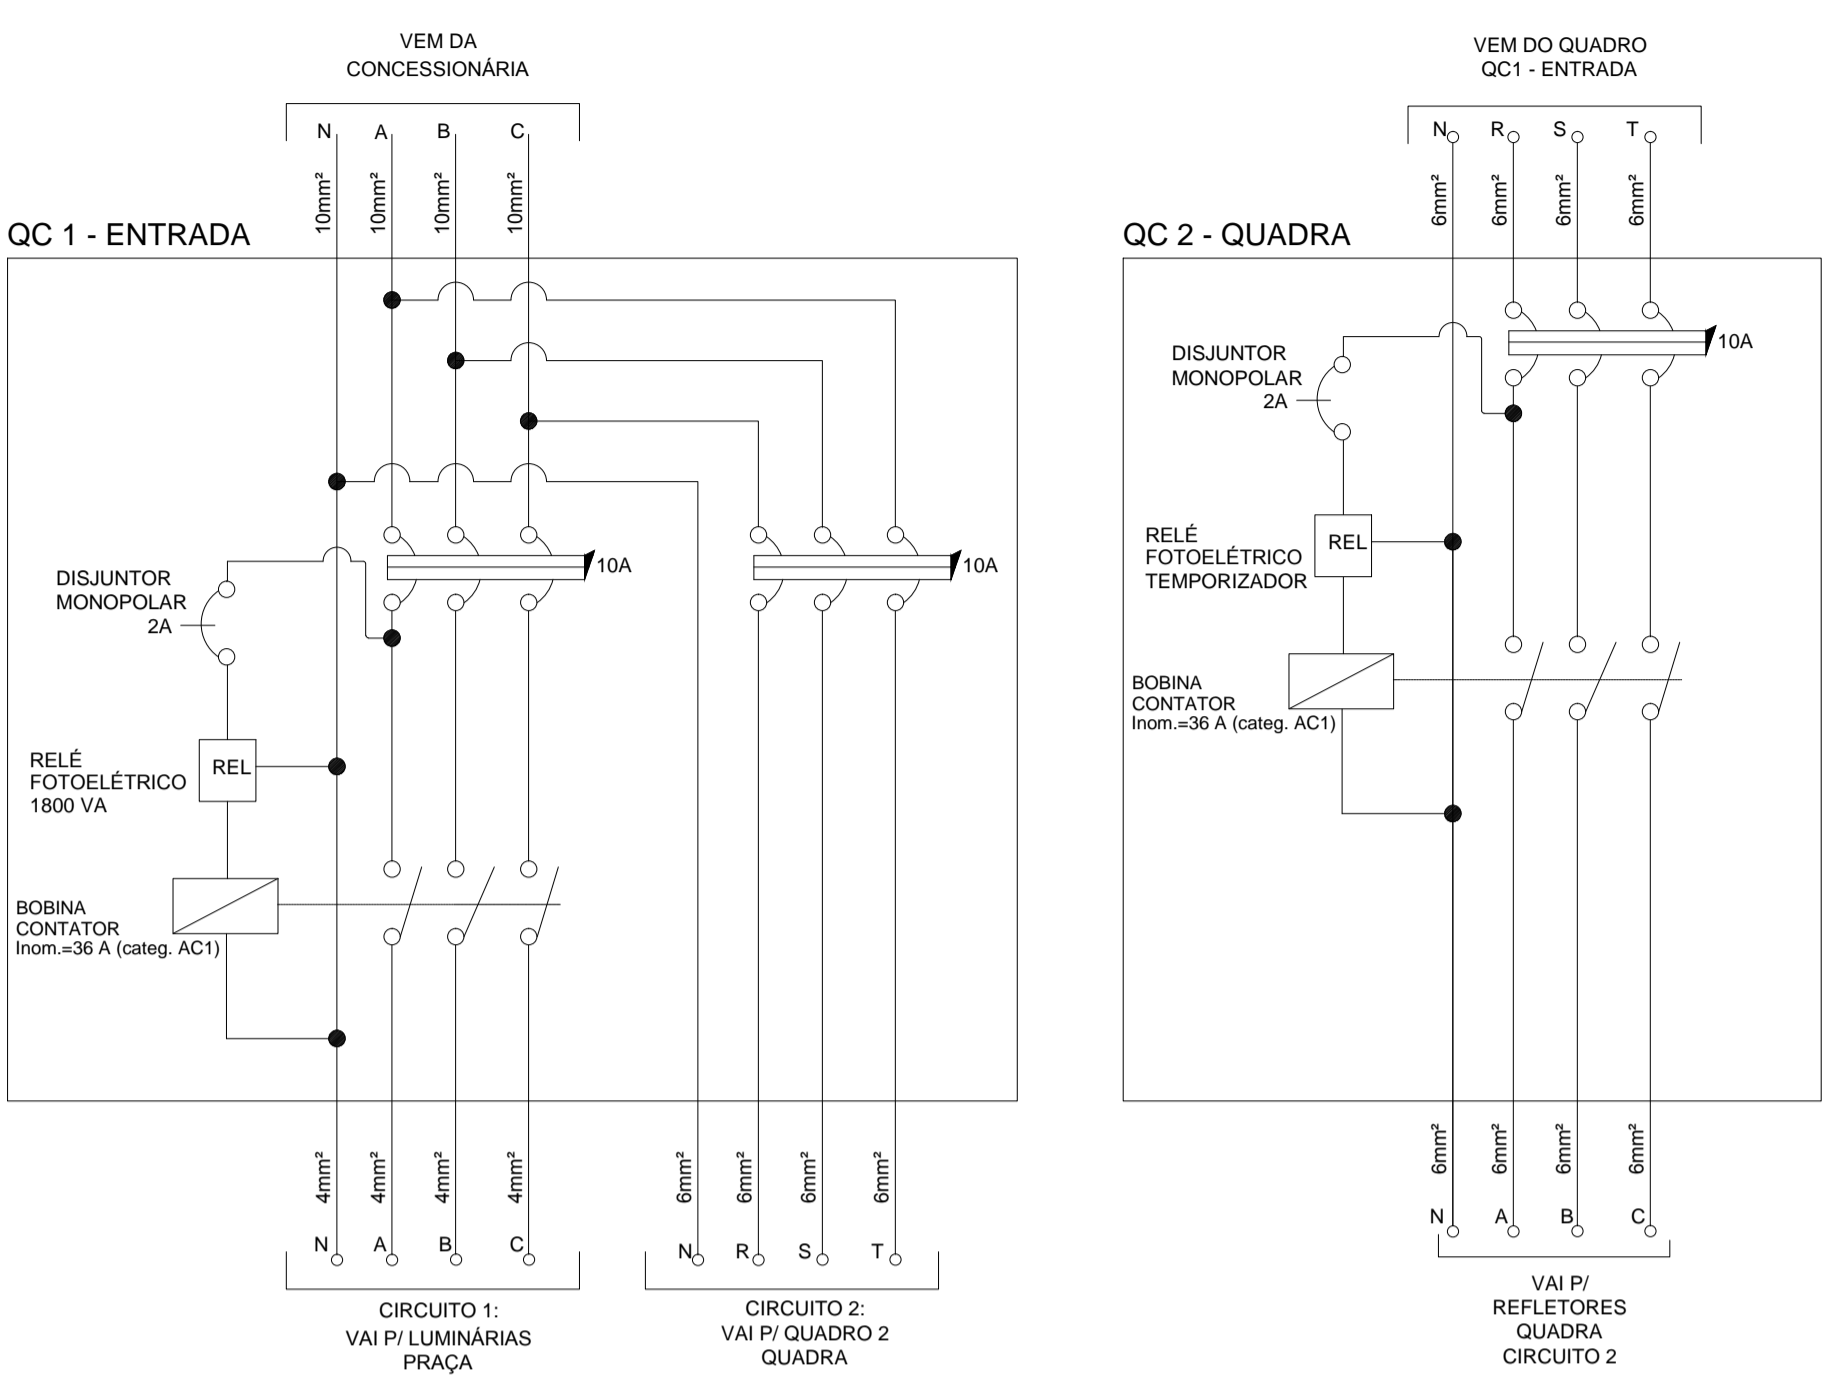 VEM DA
CONCESSIONÁRIA
N A B C
10mm² 10mm² 10mm² 10mm²
QC 1 - ENTRADA
10A
10A
DISJUNTOR
MONOPOLAR
2A
RELÉ
FOTOELÉTRICO
1800 VA
REL
BOBINA
CONTATOR
Inom.=36 A (categ. AC1)
4mm² 4mm² 4mm² 4mm²
N A B C
CIRCUITO 1:
VAI P/ LUMINÁRIAS
PRAÇA
6mm² 6mm² 6mm² 6mm²
N R S T
CIRCUITO 2:
VAI P/ QUADRO 2
QUADRA
VEM DO QUADRO
QC1 - ENTRADA
N R S T
6mm² 6mm² 6mm² 6mm²
QC 2 - QUADRA
10A
DISJUNTOR
MONOPOLAR
2A
RELÉ
FOTOELÉTRICO
TEMPORIZADOR
REL
BOBINA
CONTATOR
Inom.=36 A (categ. AC1)
6mm² 6mm² 6mm² 6mm²
N A B C
VAI P/
REFLETORES
QUADRA
CIRCUITO 2